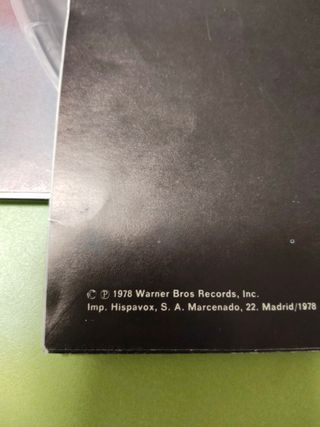 © ℗ 1978 Warner Bros Records, Inc.
Imp. Hispavox, S. A. Marcenado, 22. Madrid/1978